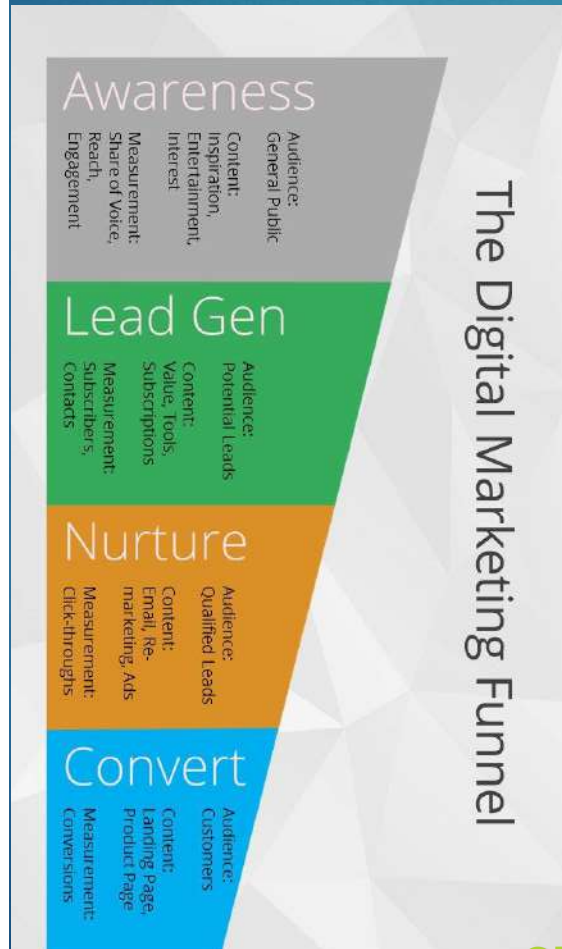 The Digital Marketing Funnel
Awareness
Audience:
General Public
Content:
Inspiration,
Entertainment,
Interest
Measurement:
Share of Voice,
Reach,
Engagement
Lead Gen
Audience:
Potential Leads
Content:
Value, Tools,
Subscriptions
Measurement:
Subscribers,
Contacts
Nurture
Audience:
Qualified Leads
Content:
Email, Re-
marketing, Ads
Measurement:
Click-throughs
Convert
Audience:
Customers
Content:
Landing Page,
Product Page
Measurement:
Conversions